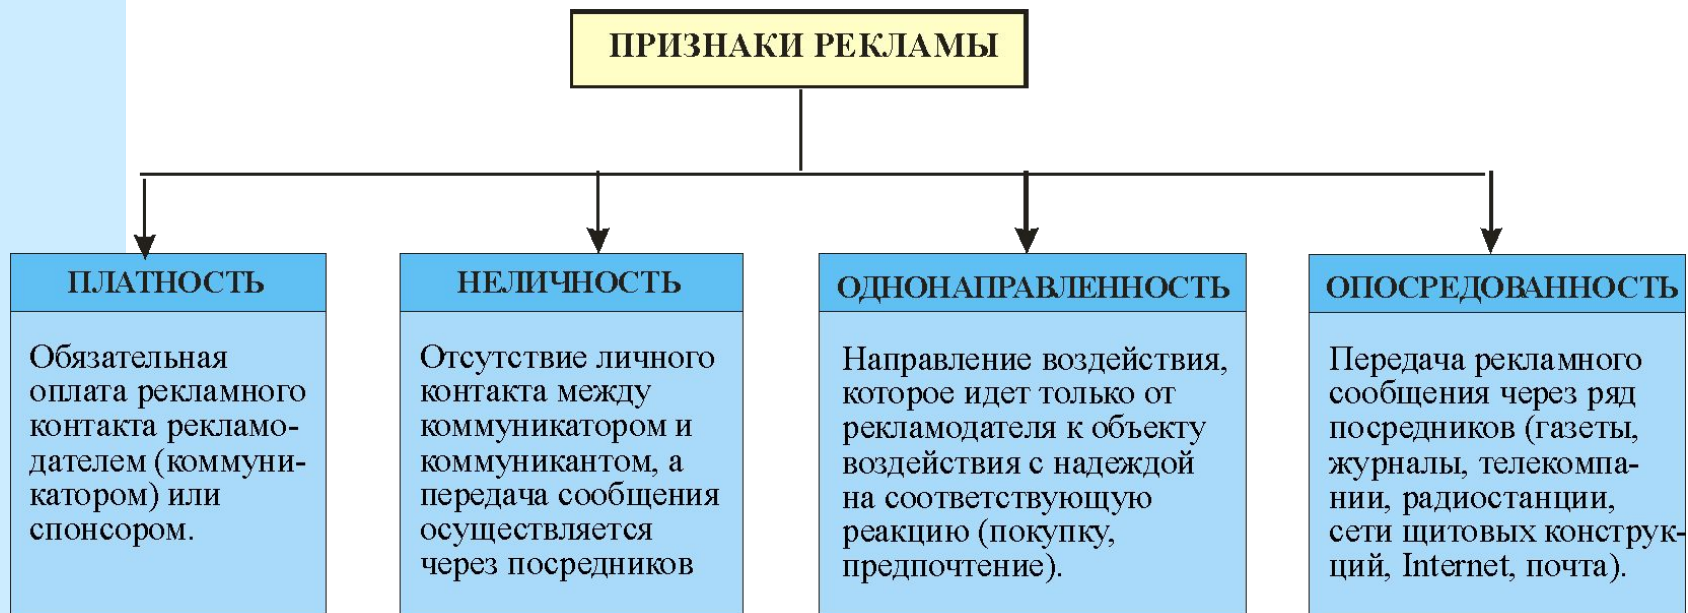 ПРИЗНАКИ РЕКЛАМЫ
ПЛАТНОСТЬ
Обязательная
оплата рекламного
контакта рекламо-
дателем (коммуни-
катором) или
спонсором.
НЕЛИЧНОСТЬ
Отсутствие личного
контакта между
коммуникатором и
коммуникантом, а
передача сообщения
осуществляется
через посредников
ОДНОНАПРАВЛЕННОСТЬ
Направление воздействия,
которое идет только от
рекламодателя к объекту
воздействия с надеждой
на соответствующую
реакцию (покупку,
предпочтение).
ОПОСРЕДОВАННОСТЬ
Передача рекламного
сообщения через ряд
посредников (газеты,
журналы, телекомпа-
нии, радиостанции,
сети щитовых конструк-
ций, Internet, почта).